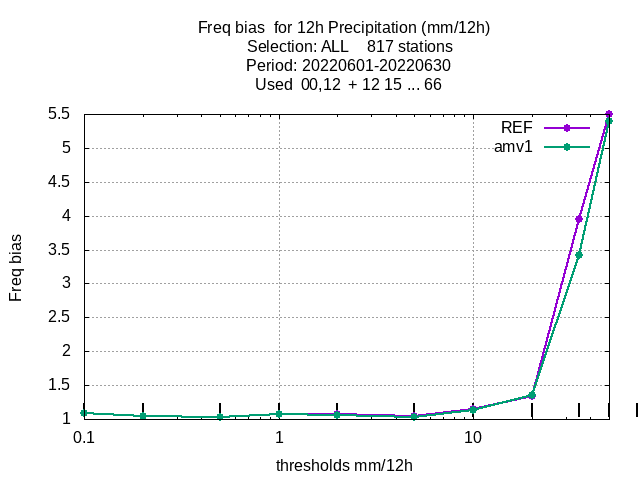 Freq bias  for 12h Precipitation (mm/12h)
Selection: ALL    817 stations
Period: 20220601-20220630
Used  00,12  + 12 15 ... 66
REF
amv1
5.5
5
4.5
4
3.5
3
2.5
2
1.5
1
Freq bias
0.1 1 10
thresholds mm/12h